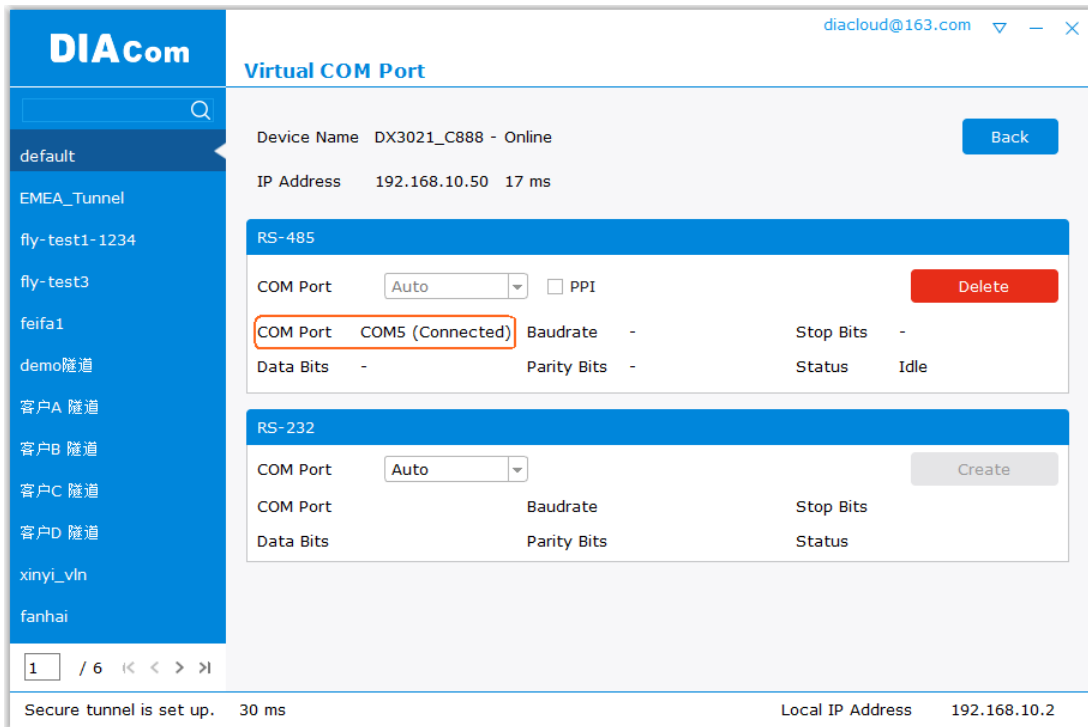 diacloud@163.com
DIACom
Virtual COM Port
default
EMEA_Tunnel
fly-test1-1234
fly-test3
feifa1
demo隧道
客户A 隧道
客户B 隧道
客户C 隧道
客户D 隧道
xinyi_vln
fanhai
1 / 6
Device Name DX3021_C888 - Online
Back
IP Address 192.168.10.50 17 ms
RS-485
COM Port Auto PPI Delete
COM Port COM5 (Connected) Baudrate - Stop Bits -
Data Bits - Parity Bits - Status Idle
RS-232
COM Port Auto Create
COM Port Baudrate Stop Bits
Data Bits Parity Bits Status
Secure tunnel is set up. 30 ms Local IP Address 192.168.10.2